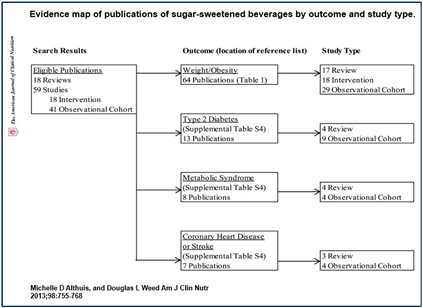 Evidence map of publications of sugar-sweetened beverages by outcome and study type.
Search Results
Eligible Publications
18 Reviews
59 Studies
18 Intervention
41 Observational Cohort
Outcome (location of reference list)
Weight/Obesity
64 Publications (Table 1)
Type 2 Diabetes
(Supplemental Table S4)
13 Publications
Metabolic Syndrome
(Supplemental Table S4)
8 Publications
Coronary Heart Disease
or Stroke
(Supplemental Table S4)
7 Publications
Study Type
17 Review
18 Intervention
29 Observational Cohort
4 Review
9 Observational Cohort
4 Review
4 Observational Cohort
3 Review
4 Observational Cohort
The American Journal of Clinical Nutrition
Michelle D Althuis, and Douglas L Weed Am J Clin Nutr
2013;98:755-768